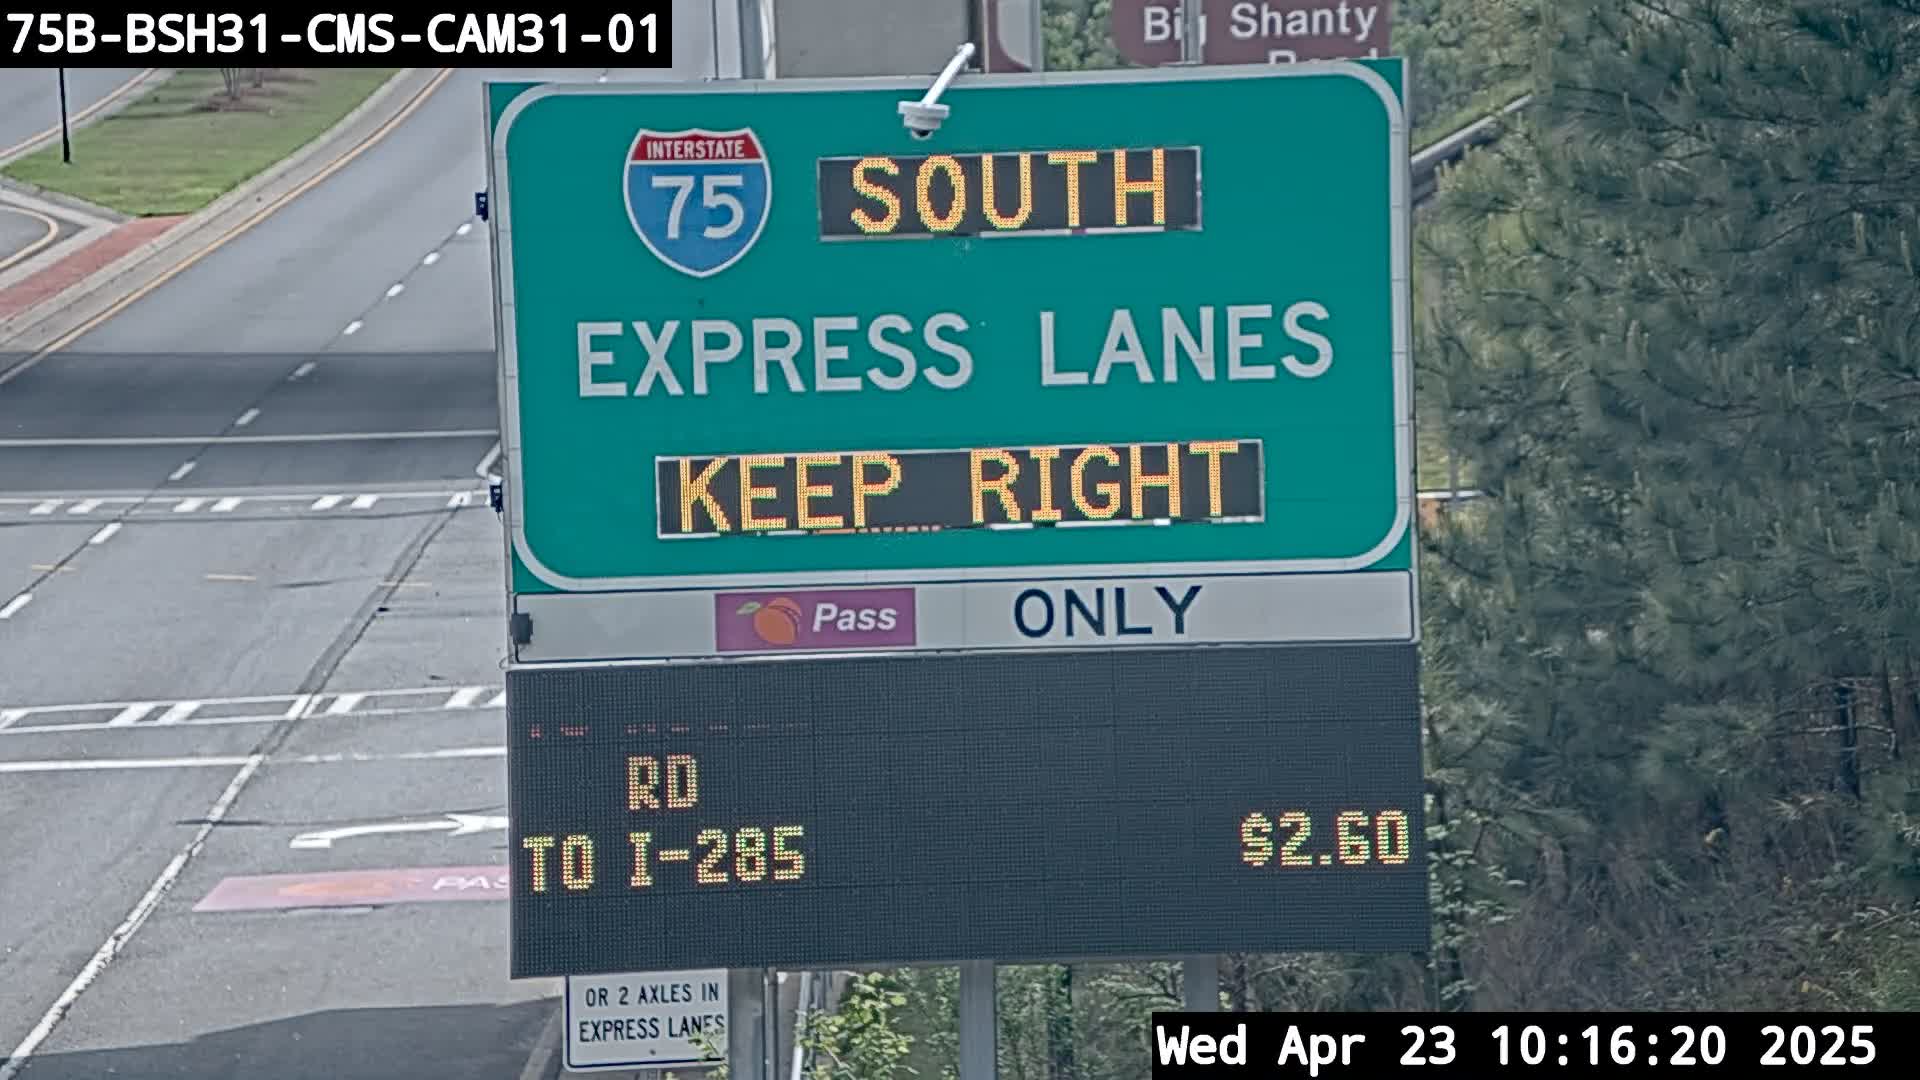 75B-BSH31-CMS-CAM31-01
Big Shanty
INTERSTATE
75
SOUTH
EXPRESS LANES
KEEP RIGHT
Pass ONLY
RD
TO I-285 $2.60
PAS
OR 2 AXLES IN
EXPRESS LANES
Wed Apr 23 10:16:20 2025